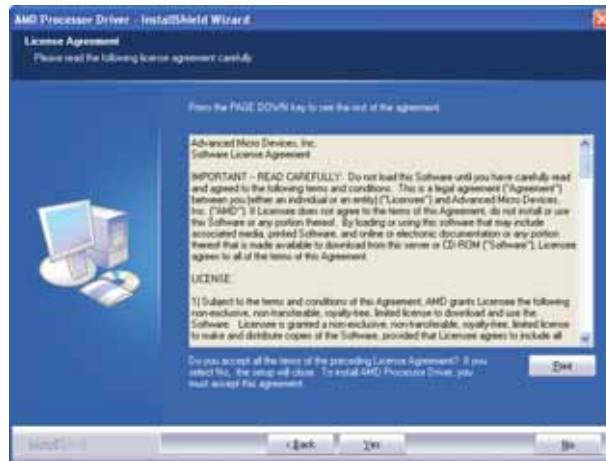 AMD Processor Driver - InstallShield Wizard
License Agreement
Please read the following license agreement carefully.
Press the PAGE DOWN key to see the rest of the agreement.
Advanced Micro Devices, Inc.
Software License Agreement
IMPORTANT - READ CAREFULLY: Do not load this Software until you have carefully read
and agreed to the following terms and conditions. This is a legal agreement ("Agreement")
between you (either an individual or an entity) ("Licensee") and Advanced Micro Devices,
Inc. ("AMD"). If Licensee does not agree to the terms of this Agreement, do not install or use
this Software or any portion thereof. By loading or using this software that may include
associated media, printed Software, and online or electronic documentation or any portion
thereof that is made available to download from this server or CD-ROM ("Software"), Licensee
agrees to all of the terms of this Agreement.
LICENSE:
1) Subject to the terms and conditions of this Agreement, AMD grants Licensee the following
non-exclusive, non-transferable, royalty-free, limited license to download and use the
Software. Licensee is granted a non-exclusive, non-transferable, royalty-free, limited license
to make and distribute copies of the Software, provided that Licensee agrees to include all
Do you accept all the terms of the preceding License Agreement? If you
select No, the setup will close. To install AMD Processor Driver, you
must accept this agreement.
Print
InstallShield
< Back
Yes
No